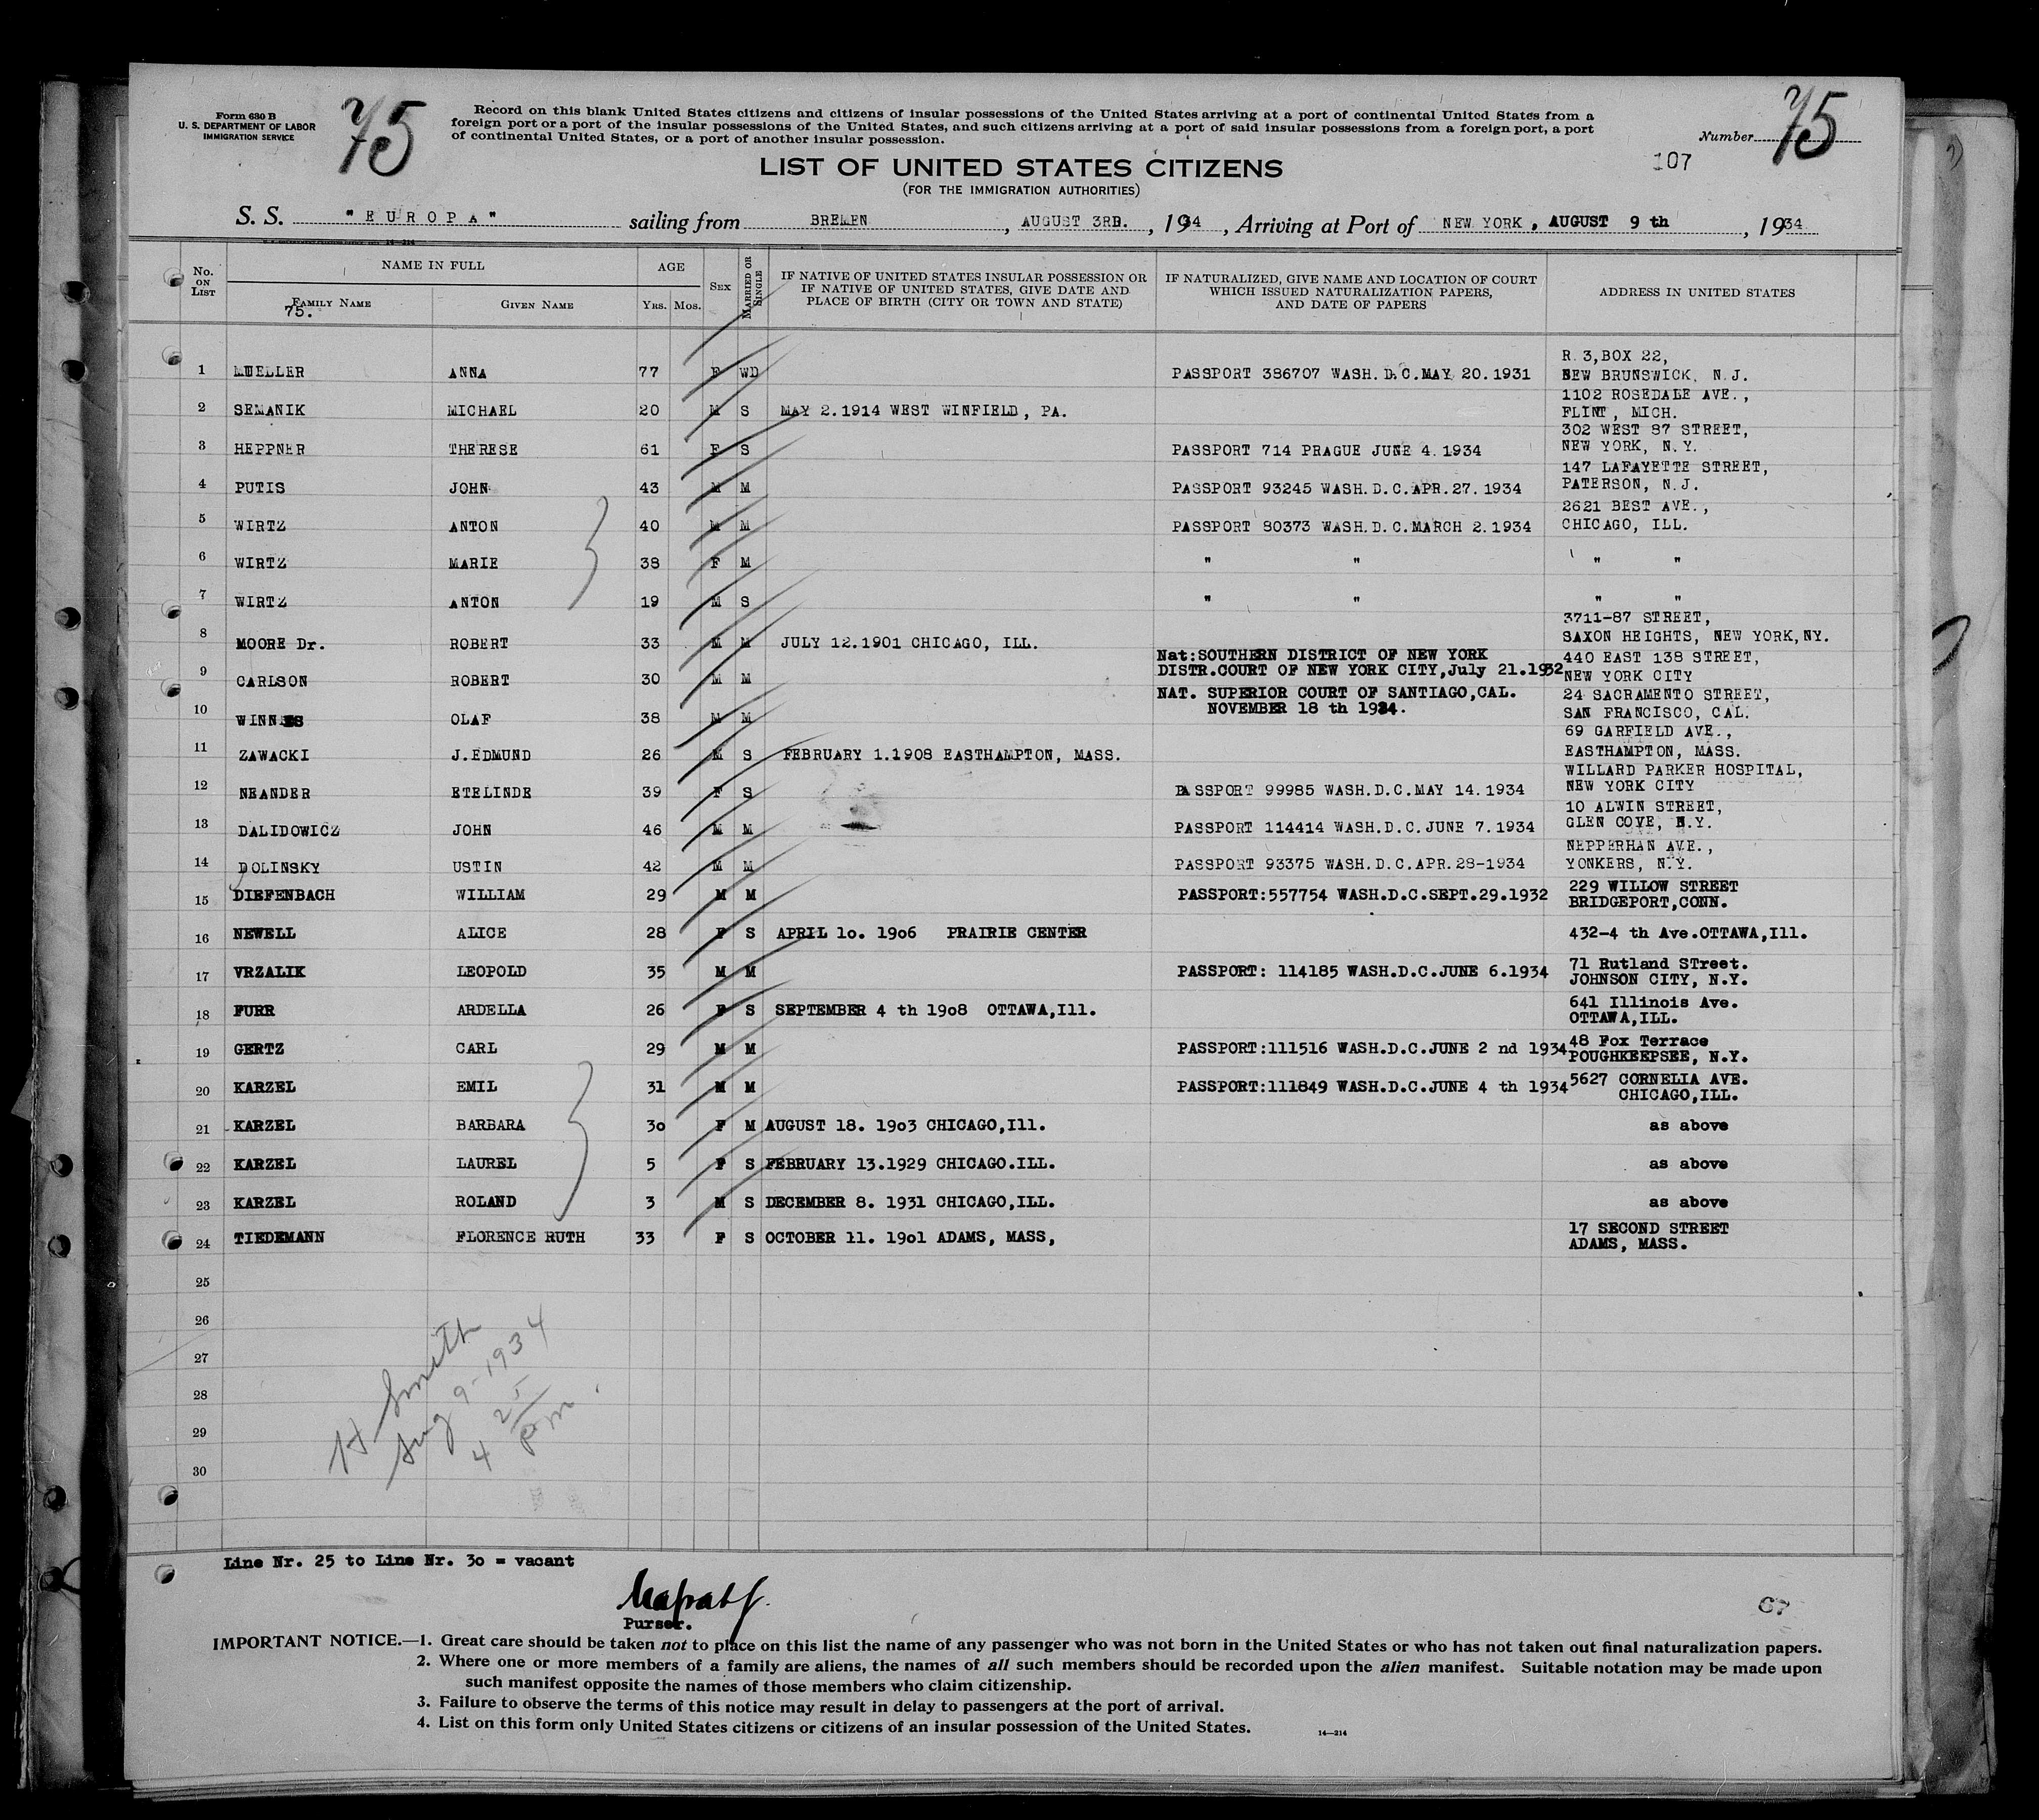 Form 630 B
U. S. DEPARTMENT OF LABOR
IMMIGRATION SERVICE
75
Record on this blank United States citizens and citizens of insular possessions of the United States arriving at a port of continental United States from a
foreign port or a port of the insular possessions of the United States, and such citizens arriving at a port of said insular possessions from a foreign port, a port
of continental United States, or a port of another insular possession.
Number 75
107
LIST OF UNITED STATES CITIZENS
(FOR THE IMMIGRATION AUTHORITIES)
S. S. "EUROPA" sailing from BREMEN, AUGUST 3RD., 1934, Arriving at Port of NEW YORK, AUGUST 9 th, 1934
No. ON LIST
NAME IN FULL
FAMILY NAME
75.
GIVEN NAME
AGE
YRS. MOS.
SEX
MARRIED OR SINGLE
IF NATIVE OF UNITED STATES INSULAR POSSESSION OR
IF NATIVE OF UNITED STATES, GIVE DATE AND
PLACE OF BIRTH (CITY OR TOWN AND STATE)
IF NATURALIZED, GIVE NAME AND LOCATION OF COURT
WHICH ISSUED NATURALIZATION PAPERS,
AND DATE OF PAPERS
ADDRESS IN UNITED STATES
1 MUELLER ANNA 77 F WD PASSPORT 386707 WASH.D.C.MAY 20.1931 R.3,BOX 22,
NEW BRUNSWICK, N.J.
2 SEMANIK MICHAEL 20 M S MAY 2.1914 WEST WINFIELD, PA. 1102 ROSEDALE AVE.,
FLINT, MICH.
3 HEPPNER THERESE 61 F S PASSPORT 714 PRAGUE JUNE 4.1934 302 WEST 87 STREET,
NEW YORK, N.Y.
4 PUTIS JOHN 43 M M PASSPORT 93245 WASH.D.C.APR.27.1934 147 LAFAYETTE STREET,
PATERSON, N.J.
5 WIRTZ ANTON 40 M M PASSPORT 80373 WASH.D.C.MARCH 2.1934 2621 BEST AVE.,
CHICAGO, ILL.
6 WIRTZ MARIE 38 F M " " " "
7 WIRTZ ANTON 19 M S " " " "
8 MOORE Dr. ROBERT 33 M M JULY 12.1901 CHICAGO, ILL. 3711-87 STREET,
SAXON HEIGHTS, NEW YORK,NY.
9 CARLSON ROBERT 30 M M Nat:SOUTHERN DISTRICT OF NEW YORK
DISTR.COURT OF NEW YORK CITY,July 21.1932 440 EAST 138 STREET,
NEW YORK CITY
10 WINNES OLAF 38 M M NAT. SUPERIOR COURT OF SANTIAGO,CAL.
NOVEMBER 18 th 1924. 24 SACRAMENTO STREET,
SAN FRANCISCO, CAL.
11 ZAWACKI J.EDMUND 26 M S FEBRUARY 1.1908 EASTHAMPTON, MASS. 69 GARFIELD AVE.,
EASTHAMPTON, MASS.
12 NEANDER ETELINDE 39 F S PASSPORT 99985 WASH.D.C.MAY 14.1934 WILLARD PARKER HOSPITAL,
NEW YORK CITY
13 DALIDOWICZ JOHN 46 M M PASSPORT 114414 WASH.D.C.JUNE 7.1934 10 ALWIN STREET,
GLEN COVE, N.Y.
14 DOLINSKY USTIN 42 M M PASSPORT 93375 WASH.D.C.APR.28-1934 NEPPERHAN AVE.,
YONKERS, N.Y.
15 DIEFENBACH WILLIAM 29 M M PASSPORT:557754 WASH.D.C.SEPT.29.1932 229 WILLOW STREET
BRIDGEPORT,CONN.
16 NEWELL ALICE 28 F S APRIL 1o. 19o6 PRAIRIE CENTER 432-4 th Ave.OTTAWA,Ill.
17 VRZALIK LEOPOLD 35 M M PASSPORT: 114185 WASH.D.C.JUNE 6.1934 71 Rutland STreet.
JOHNSON CITY, N.Y.
18 FURR ARDELLA 26 F S SEPTEMBER 4 th 19o8 OTTAWA,Ill. 641 Illinois Ave.
OTTAWA,ILL.
19 GERTZ CARL 29 M M PASSPORT:111516 WASH.D.C.JUNE 2 nd 1934 48 Fox Terrace
POUGHKEEPSEE, N.Y.
20 KARZEL EMIL 31 M M PASSPORT:111849 WASH.D.C.JUNE 4 th 1934 5627 CORNELIA AVE.
CHICAGO,ILL.
21 KARZEL BARBARA 3o F M AUGUST 18. 19o3 CHICAGO,Ill. as above
22 KARZEL LAUREL 5 F S FEBRUARY 13.1929 CHICAGO.ILL. as above
23 KARZEL ROLAND 3 M S DECEMBER 8. 1931 CHICAGO,ILL. as above
24 TIEDEMANN FLORENCE RUTH 33 F S OCTOBER 11. 19o1 ADAMS, MASS, 17 SECOND STREET
ADAMS, MASS.
25
26
27
28
29
30
H Smith
Aug 9-1934
4 25 pm
Line Nr. 25 to Line Nr. 3o = vacant
Purser.
67
IMPORTANT NOTICE.—1. Great care should be taken not to place on this list the name of any passenger who was not born in the United States or who has not taken out final naturalization papers.
2. Where one or more members of a family are aliens, the names of all such members should be recorded upon the alien manifest. Suitable notation may be made upon
such manifest opposite the names of those members who claim citizenship.
3. Failure to observe the terms of this notice may result in delay to passengers at the port of arrival.
4. List on this form only United States citizens or citizens of an insular possession of the United States.
14—214